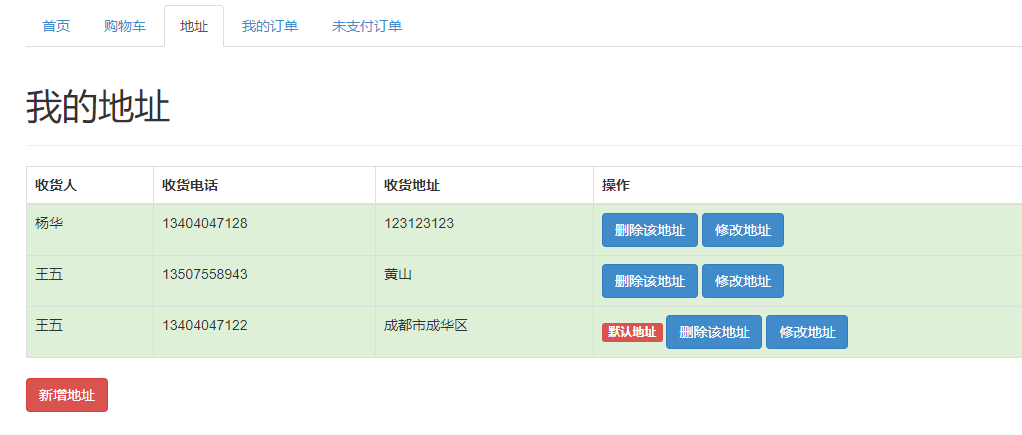 首页 购物车 地址 我的订单 未支付订单
我的地址
收货人 收货电话 收货地址 操作
杨华 13404047128 123123123 删除该地址 修改地址
王五 13507558943 黄山 删除该地址 修改地址
王五 13404047122 成都市成华区 默认地址 删除该地址 修改地址
新增地址